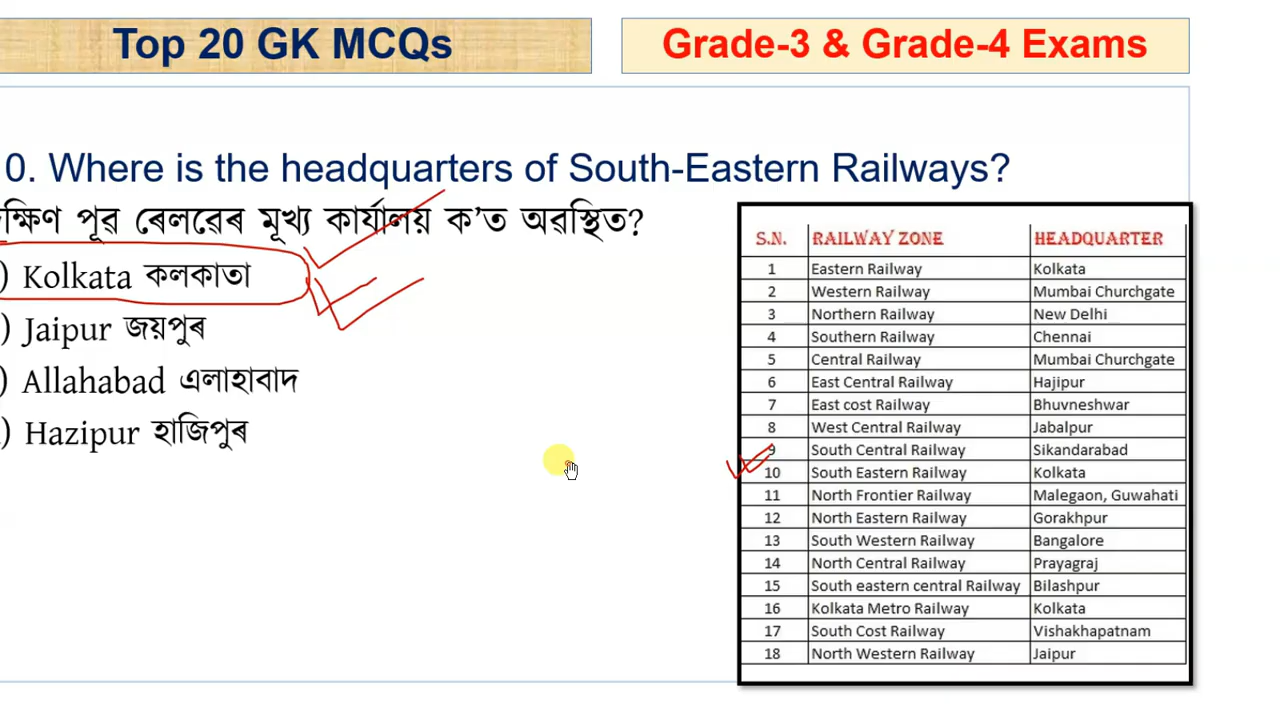 Top 20 GK MCQs
Grade-3 & Grade-4 Exams
0. Where is the headquarters of South-Eastern Railways?
দক্ষিণ পূৱ ৰেলৱেৰ মূখ্য কাৰ্যালয় ক'ত অৱস্থিত?
) Kolkata কলকাতা
) Jaipur জয়পুৰ
) Allahabad এলাহাবাদ
) Hazipur হাজিপুৰ
S.N. RAILWAY ZONE HEADQUARTER
1 Eastern Railway Kolkata
2 Western Railway Mumbai Churchgate
3 Northern Railway New Delhi
4 Southern Railway Chennai
5 Central Railway Mumbai Churchgate
6 East Central Railway Hajipur
7 East cost Railway Bhuvneshwar
8 West Central Railway Jabalpur
9 South Central Railway Sikandarabad
10 South Eastern Railway Kolkata
11 North Frontier Railway Malegaon, Guwahati
12 North Eastern Railway Gorakhpur
13 South Western Railway Bangalore
14 North Central Railway Prayagraj
15 South eastern central Railway Bilashpur
16 Kolkata Metro Railway Kolkata
17 South Cost Railway Vishakhapatnam
18 North Western Railway Jaipur